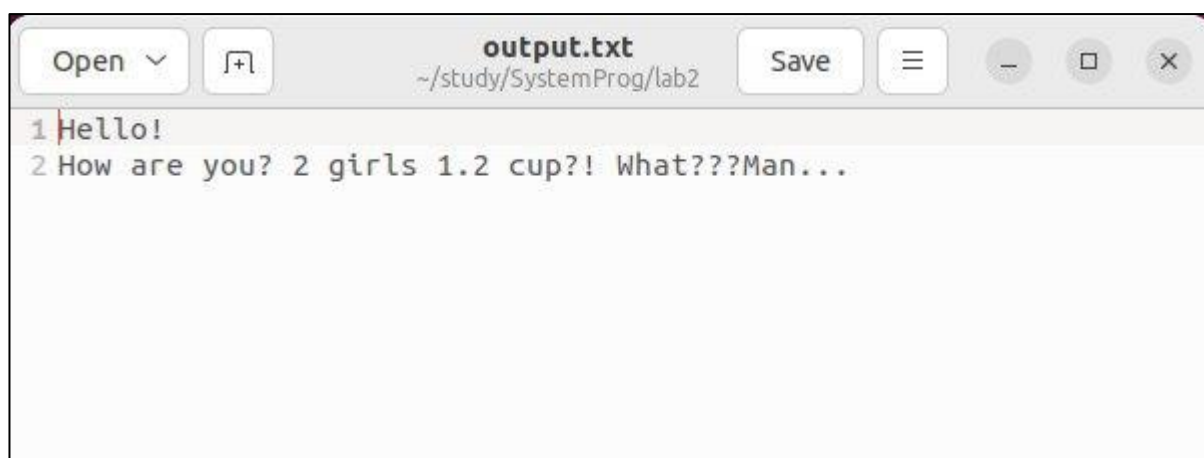 Open
output.txt
Save
~/study/SystemProg/lab2
1 Hello!
2 How are you? 2 girls 1.2 cup?! What???Man...